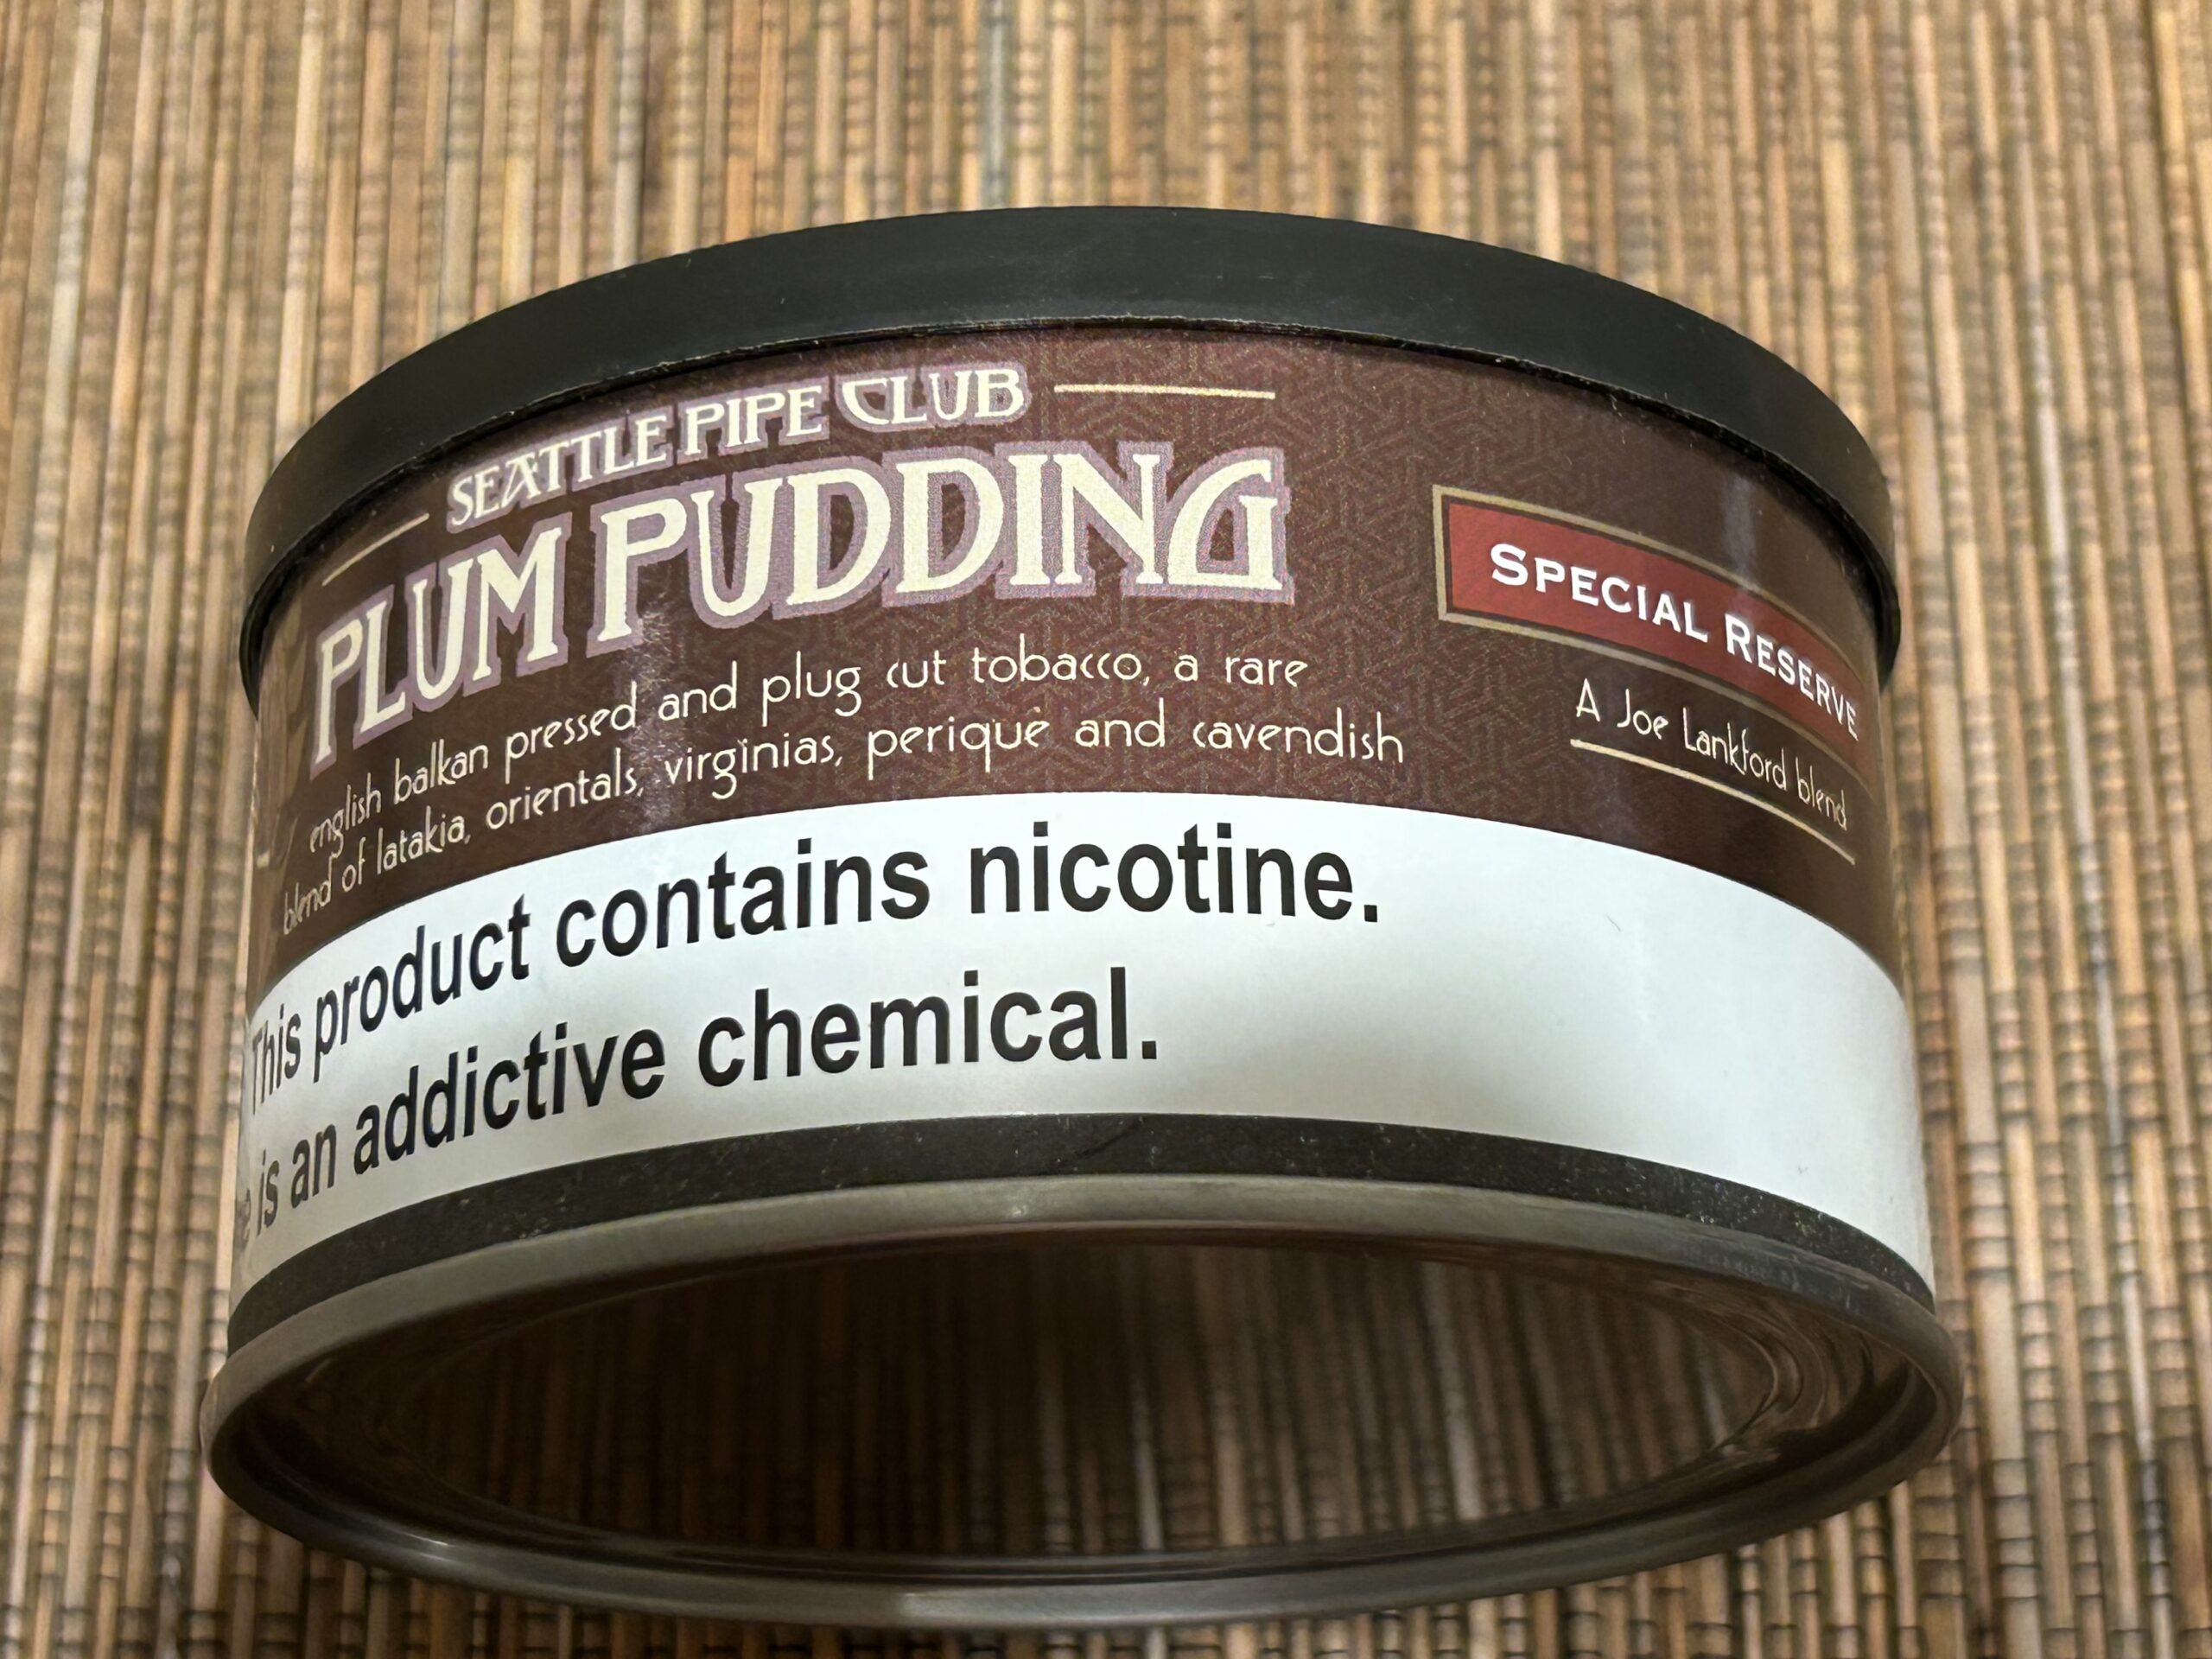 SEATTLE PIPE CLUB
PLUM PUDDING
english balkan pressed and plug cut tobacco, a rare
blend of latakia, orientals, virginias, perique and cavendish
SPECIAL RESERVE
A Joe Lankford blend
This product contains nicotine.
is an addictive chemical.